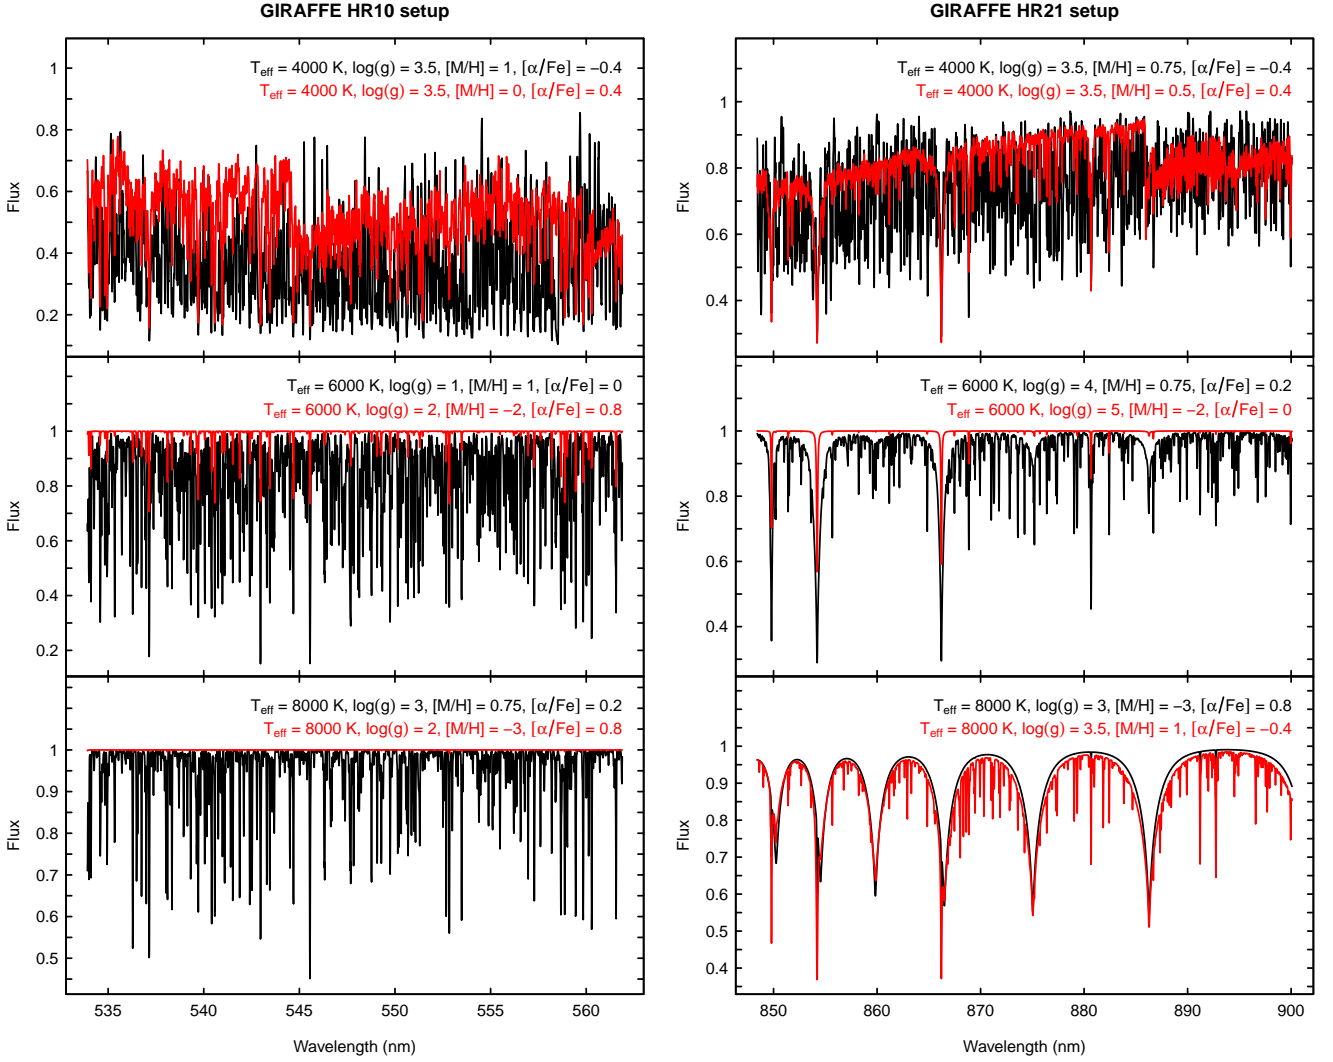 GIRAFFE HR10 setup
Teff = 4000 K, log(g) = 3.5, [M/H] = 1, [α/Fe] = −0.4
Teff = 4000 K, log(g) = 3.5, [M/H] = 0, [α/Fe] = 0.4
1
0.8
0.6
0.4
0.2
Flux
Teff = 6000 K, log(g) = 1, [M/H] = 1, [α/Fe] = 0
Teff = 6000 K, log(g) = 2, [M/H] = −2, [α/Fe] = 0.8
1
0.8
0.6
0.4
0.2
Flux
Teff = 8000 K, log(g) = 3, [M/H] = 0.75, [α/Fe] = 0.2
Teff = 8000 K, log(g) = 2, [M/H] = −3, [α/Fe] = 0.8
1
0.9
0.8
0.7
0.6
0.5
Flux
535 540 545 550 555 560
Wavelength (nm)
GIRAFFE HR21 setup
Teff = 4000 K, log(g) = 3.5, [M/H] = 0.75, [α/Fe] = −0.4
Teff = 4000 K, log(g) = 3.5, [M/H] = 0.5, [α/Fe] = 0.4
1
0.8
0.6
0.4
Flux
Teff = 6000 K, log(g) = 4, [M/H] = 0.75, [α/Fe] = 0.2
Teff = 6000 K, log(g) = 5, [M/H] = −2, [α/Fe] = 0
1
0.8
0.6
0.4
Flux
Teff = 8000 K, log(g) = 3, [M/H] = −3, [α/Fe] = 0.8
Teff = 8000 K, log(g) = 3.5, [M/H] = 1, [α/Fe] = −0.4
1
0.9
0.8
0.7
0.6
0.5
0.4
Flux
850 860 870 880 890 900
Wavelength (nm)